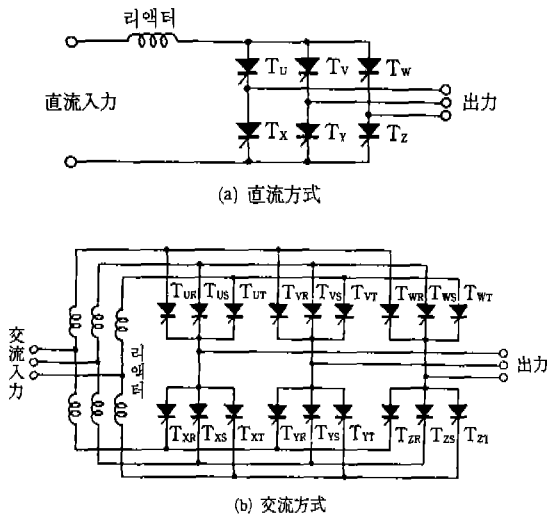 리액터
T_U T_V T_W
직流入力
出力
T_X T_Y T_Z
(a) 直流方式
T_UR T_US T_UT T_VR T_VS T_VT T_WR T_WS T_WT
交流入力
리액터
出力
T_XR T_XS T_XT T_YR T_YS T_YT T_ZR T_ZS T_ZT
(b) 交流方式